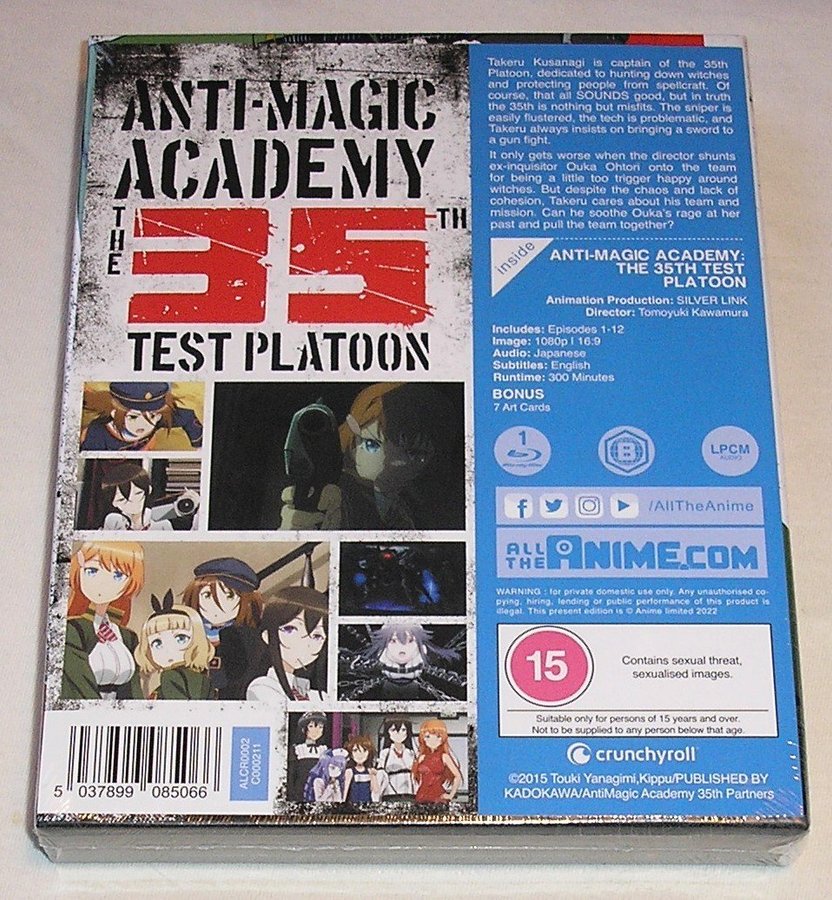 ANTI-MAGIC
ACADEMY
THE
35TH
TEST PLATOON
Takeru Kusanagi is captain of the 35th
Platoon, dedicated to hunting down witches
and protecting people from spellcraft. Of
course, that all SOUNDS good, but in truth
the 35th is nothing but misfits. The sniper is
easily flustered, the tech is problematic, and
Takeru always insists on bringing a sword to
a gun fight.
It only gets worse when the director shunts
ex-inquisitor Ouka Ohtori onto the team
for being a little too trigger happy around
witches. But despite the chaos and lack of
cohesion, Takeru cares about his team and
mission. Can he soothe Ouka's rage at her
past and pull the team together?
inside
ANTI-MAGIC ACADEMY:
THE 35TH TEST
PLATOON
Animation Production: SILVER LINK
Director: Tomoyuki Kawamura
Includes: Episodes 1-12
Image: 1080p I 16:9
Audio: Japanese
Subtitles: English
Runtime: 300 Minutes
BONUS
7 Art Cards
1
Blu-ray Disc
B
LPCM
AUDIO
/AllTheAnime
ALL THE ANIME.COM
WARNING : for private domestic use only. Any unauthorised co-
pying, hiring, lending or public performance of this product is
illegal. This present edition is © Anime limited 2022
15
Contains sexual threat,
sexualised images.
Suitable only for persons of 15 years and over.
Not to be supplied to any person below that age.
crunchyroll
©2015 Touki Yanagimi,Kippu/PUBLISHED BY
KADOKAWA/AntiMagic Academy 35th Partners
5 037899 085066
ALCR0002
C000211